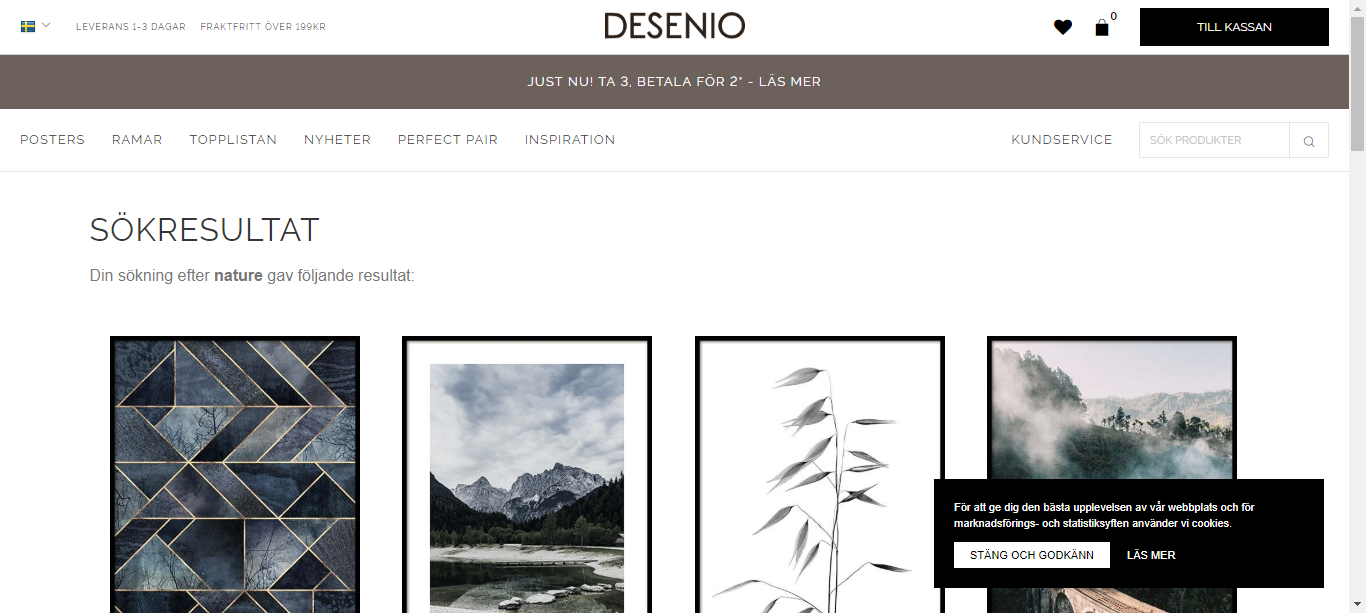 LEVERANS 1-3 DAGAR FRAKTFRITT ÖVER 199KR
DESENIO
0
TILL KASSAN
JUST NU! TA 3, BETALA FÖR 2* - LÄS MER
POSTERS RAMAR TOPPLISTAN NYHETER PERFECT PAIR INSPIRATION
KUNDSERVICE
SÖK PRODUKTER
SÖKRESULTAT
Din sökning efter nature gav följande resultat:
För att ge dig den bästa upplevelsen av vår webbplats och för
marknadsförings- och statistiksyften använder vi cookies.
STÄNG OCH GODKÄNN LÄS MER